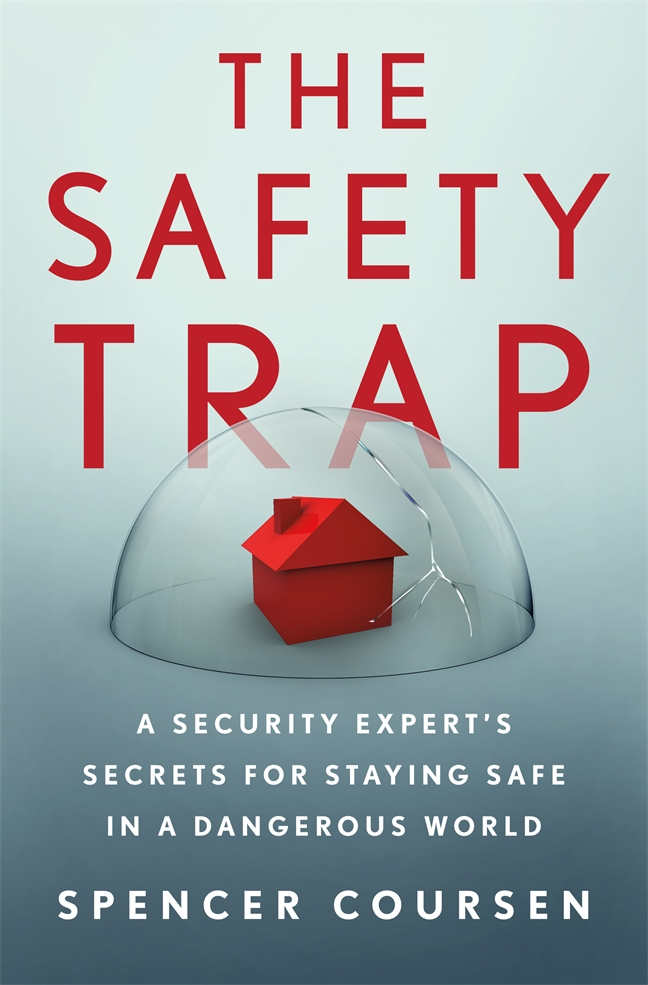 THE
SAFETY
TRAP
A SECURITY EXPERT'S
SECRETS FOR STAYING SAFE
IN A DANGEROUS WORLD
SPENCER COURSEN